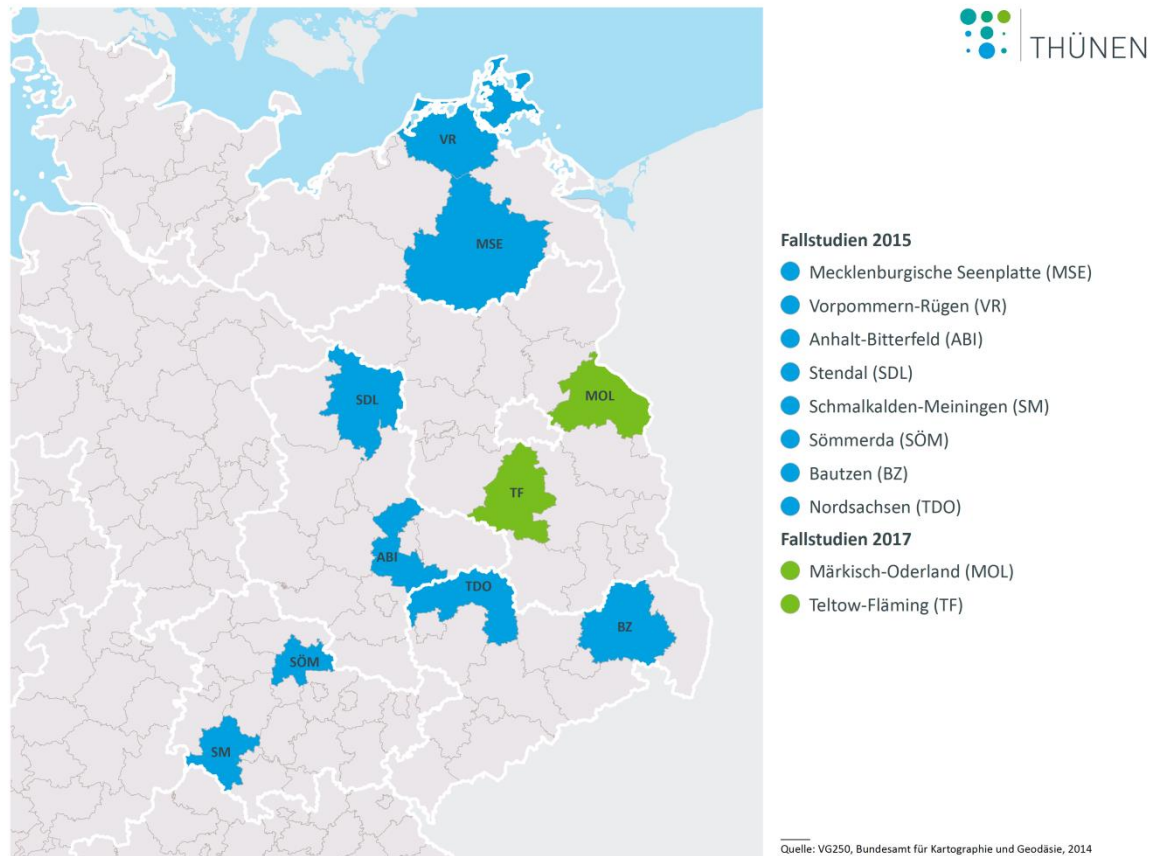 THÜNEN
VR
MSE
SDL
MOL
TF
ABI
TDO
BZ
SÖM
SM
Fallstudien 2015
Mecklenburgische Seenplatte (MSE)
Vorpommern-Rügen (VR)
Anhalt-Bitterfeld (ABI)
Stendal (SDL)
Schmalkalden-Meiningen (SM)
Sömmerda (SÖM)
Bautzen (BZ)
Nordsachsen (TDO)
Fallstudien 2017
Märkisch-Oderland (MOL)
Teltow-Fläming (TF)
Quelle: VG250, Bundesamt für Kartographie und Geodäsie, 2014